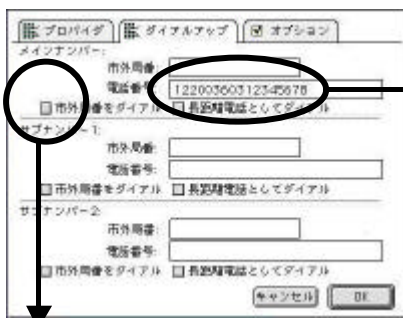 プロバイダ ダイアルアップ オプション
メインナンバー:
市外局番:
電話番号: 12200360312345678
市外局番をダイアル 長距離電話としてダイアル
サブナンバー1:
市外局番:
電話番号:
市外局番をダイアル 長距離電話としてダイアル
サブナンバー2:
市外局番:
電話番号:
市外局番をダイアル 長距離電話としてダイアル
キャンセル OK